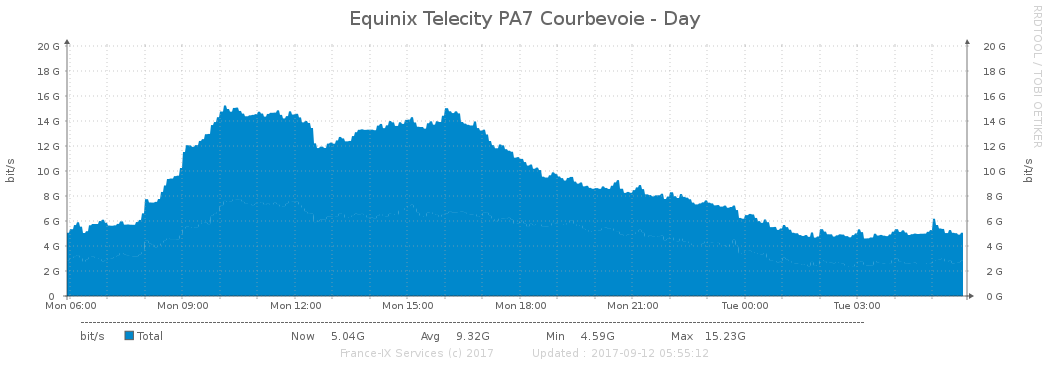 Equinix Telecity PA7 Courbevoie - Day
RRDTOOL / TOBI OETIKER
20 G 20 G
18 G 18 G
16 G 16 G
14 G 14 G
12 G 12 G
10 G 10 G
8 G 8 G
6 G 6 G
4 G 4 G
2 G 2 G
0 0 G
bit/s
bit/s
Mon 06:00 Mon 09:00 Mon 12:00 Mon 15:00 Mon 18:00 Mon 21:00 Tue 00:00 Tue 03:00
bit/s Total Now 5.04G Avg 9.32G Min 4.59G Max 15.23G
France-IX Services (c) 2017 Updated : 2017-09-12 05:55:12